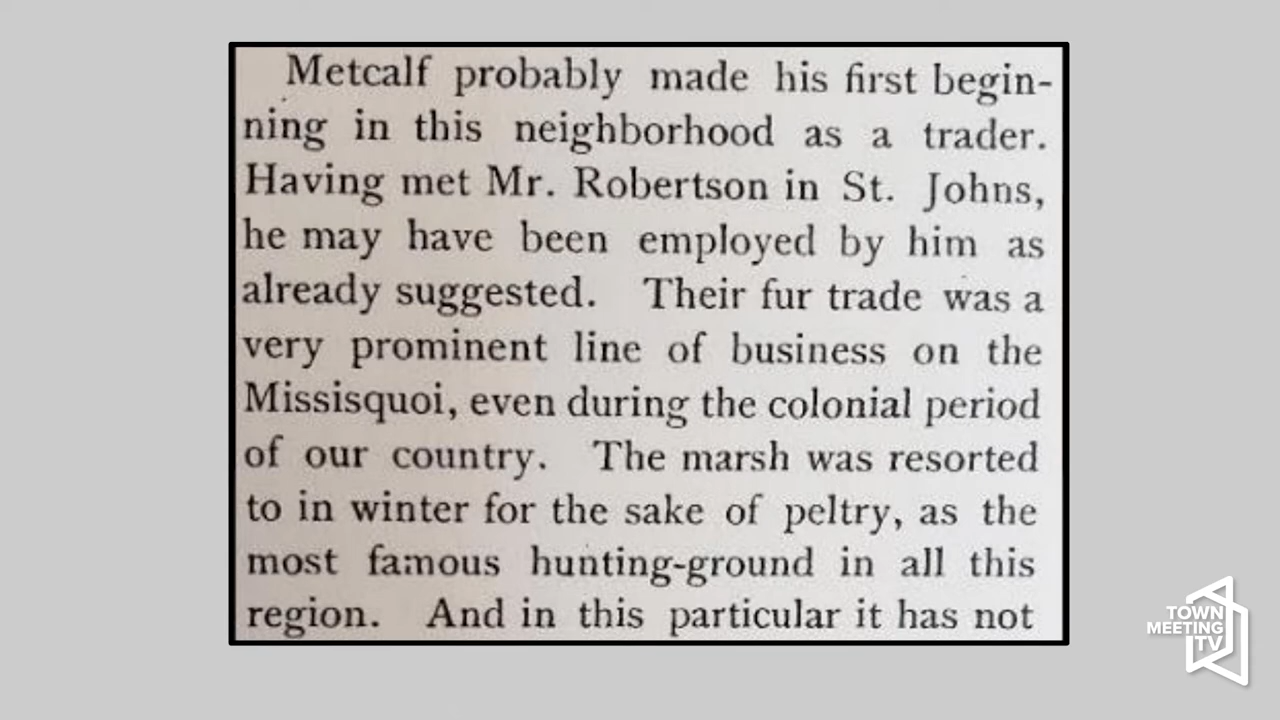 Metcalf probably made his first begin-
ning in this neighborhood as a trader.
Having met Mr. Robertson in St. Johns,
he may have been employed by him as
already suggested. Their fur trade was a
very prominent line of business on the
Missisquoi, even during the colonial period
of our country. The marsh was resorted
to in winter for the sake of peltry, as the
most famous hunting-ground in all this
region. And in this particular it has not
TOWN
MEETING
TV